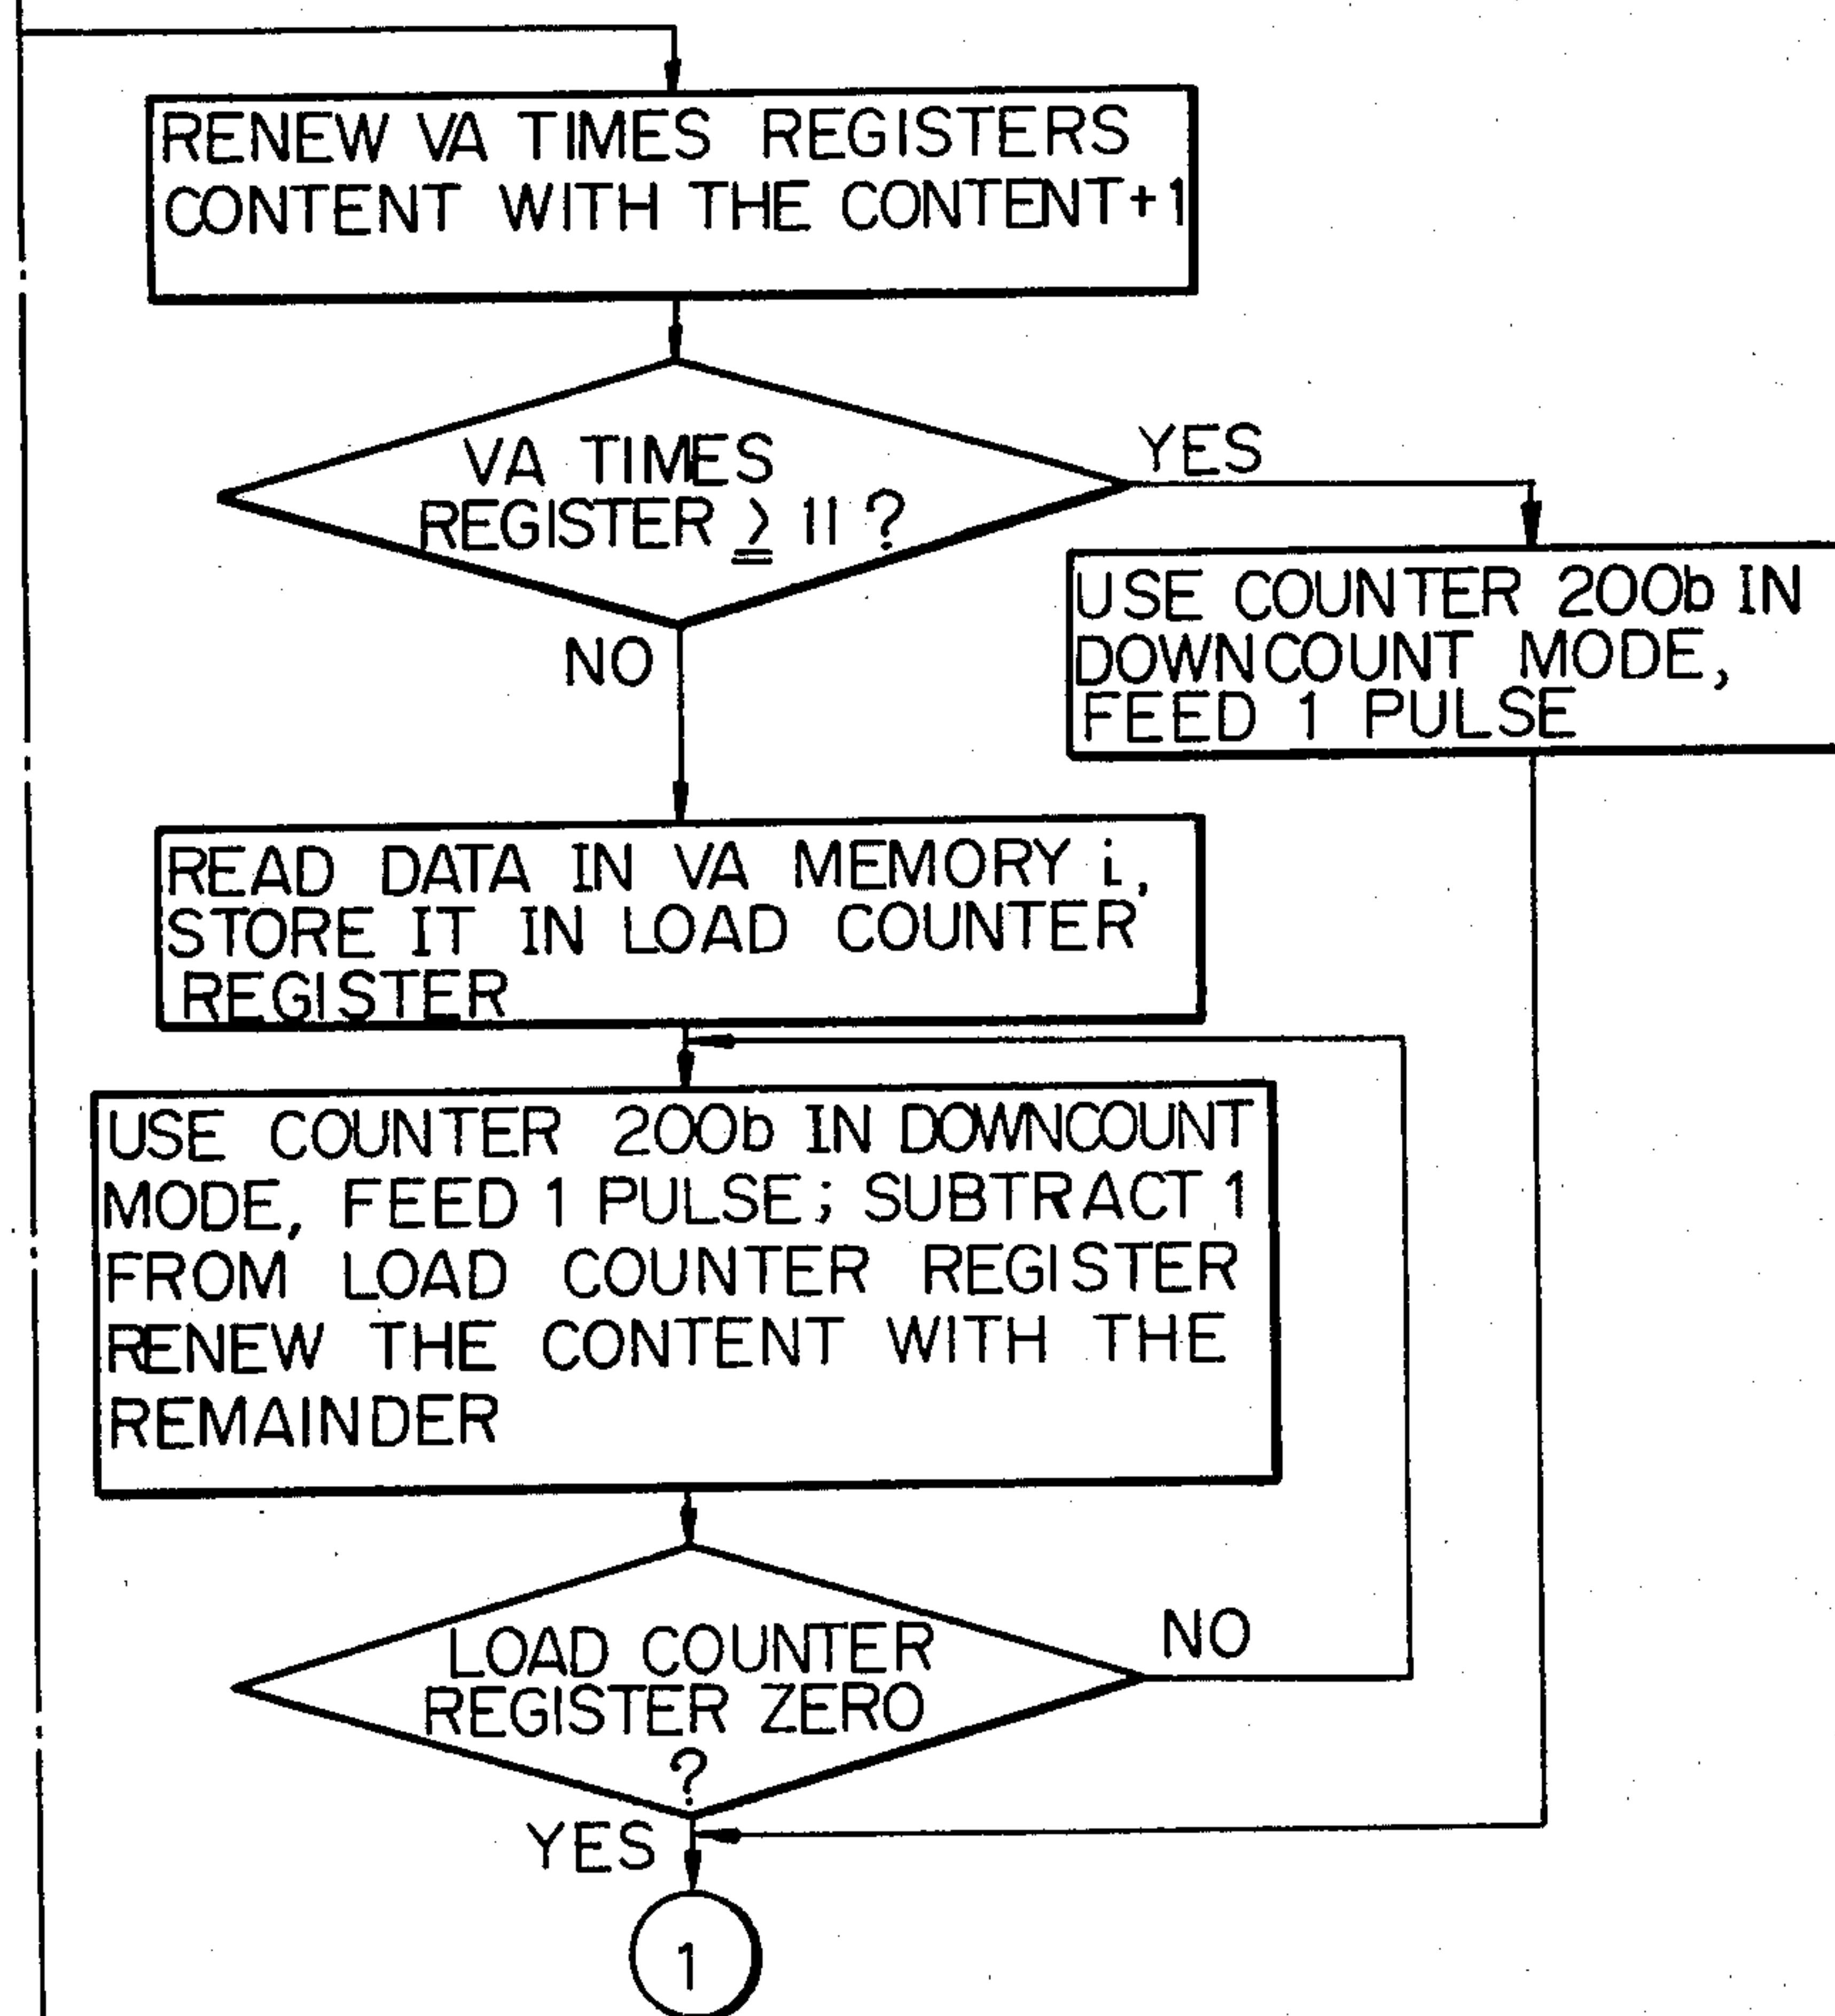 RENEW VA TIMES REGISTERS
CONTENT WITH THE CONTENT+1
VA TIMES
REGISTER ≧ 11 ?
YES
NO
USE COUNTER 200b IN
DOWNCOUNT MODE,
FEED 1 PULSE
READ DATA IN VA MEMORY i,
STORE IT IN LOAD COUNTER
REGISTER
USE COUNTER 200b IN DOWNCOUNT
MODE, FEED 1 PULSE; SUBTRACT 1
FROM LOAD COUNTER REGISTER
RENEW THE CONTENT WITH THE
REMAINDER
LOAD COUNTER
REGISTER ZERO
?
NO
YES
1